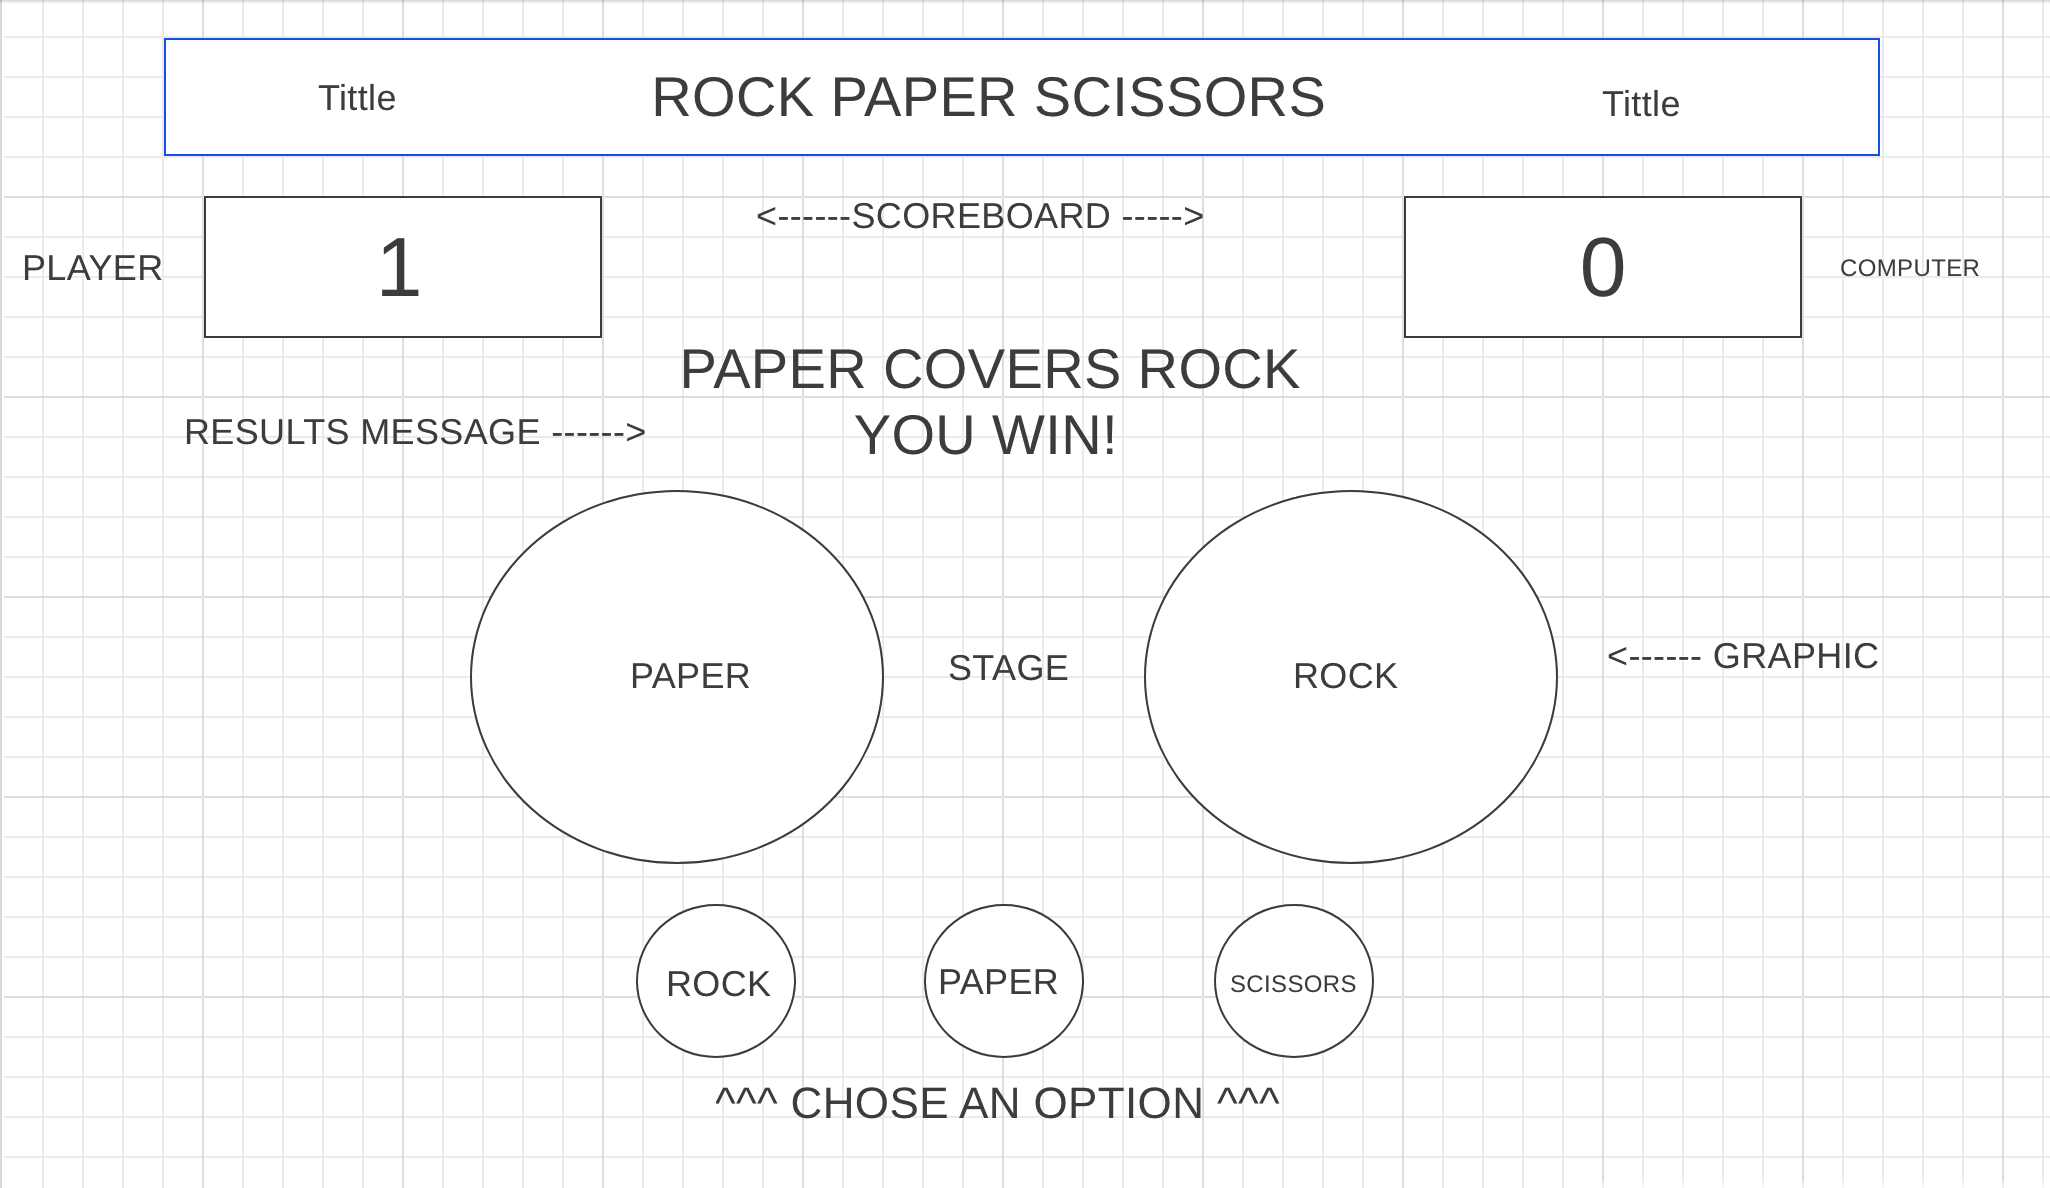 Tittle ROCK PAPER SCISSORS Tittle
<------SCOREBOARD ----->
PLAYER 1 0 COMPUTER
PAPER COVERS ROCK
YOU WIN!
RESULTS MESSAGE ------>
PAPER STAGE ROCK <------ GRAPHIC
ROCK PAPER SCISSORS
^^^ CHOSE AN OPTION ^^^